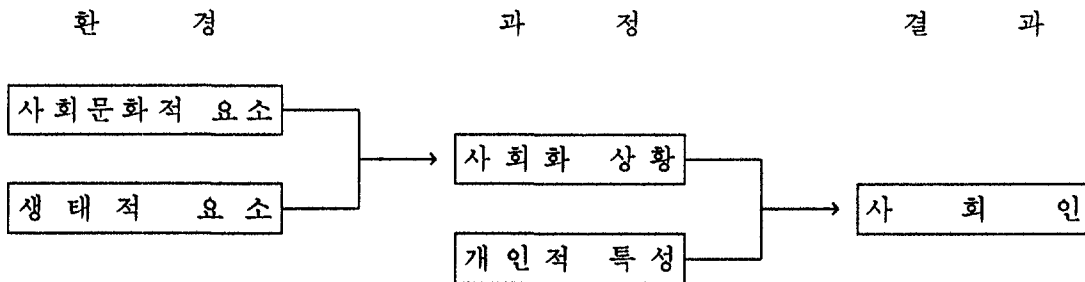 환 경 과 정 결 과
사회문화적 요소
사회화 상황
생태적 요소
사 회 인
개인적 특성